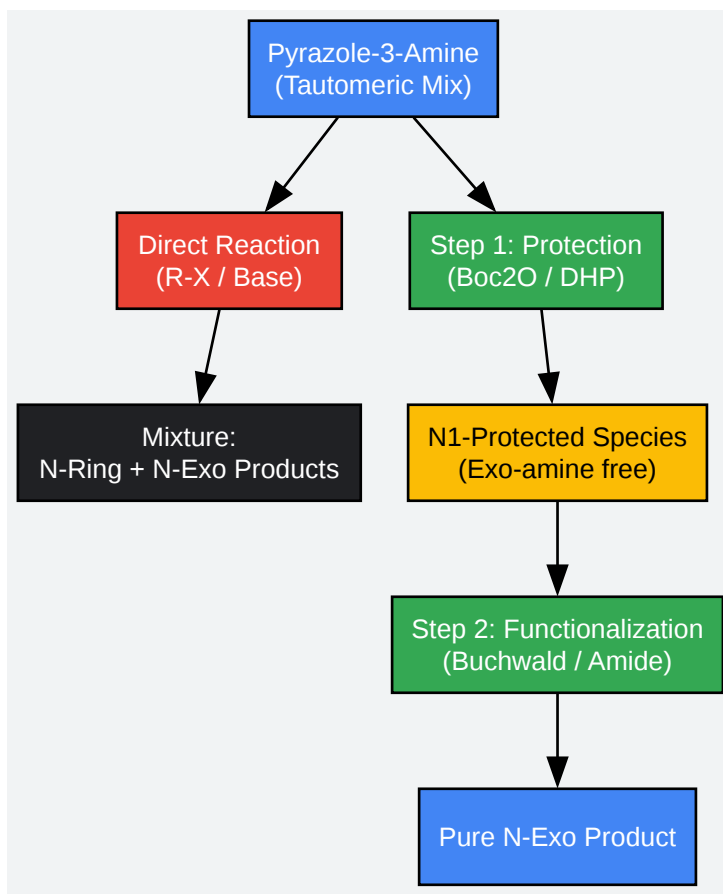 Pyrazole-3-Amine
(Tautomeric Mix)
Direct Reaction
(R-X / Base)
Step 1: Protection
(Boc2O / DHP)
Mixture:
N-Ring + N-Exo Products
N1-Protected Species
(Exo-amine free)
Step 2: Functionalization
(Buchwald / Amide)
Pure N-Exo Product